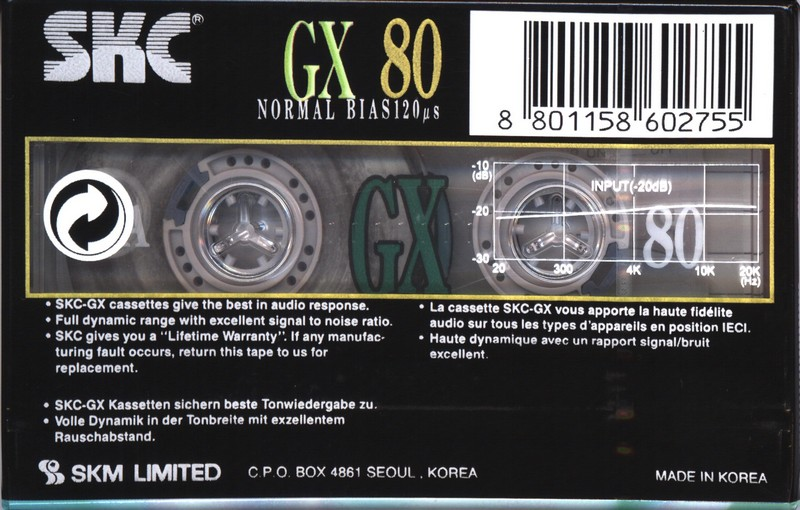 SKC®
GX 80
NORMAL BIAS 120µs
8 801158 602755
A
GX
80
-10
(dB)
INPUT(-20dB)
-20
-30
20 300 4K 10K 20K
(Hz)
• SKC-GX cassettes give the best in audio response.
• Full dynamic range with excellent signal to noise ratio.
• SKC gives you a "Lifetime Warranty". If any manufac-
turing fault occurs, return this tape to us for
replacement.
• La cassette SKC-GX vous apporte la haute fidélite
audio sur tous les types d'appareils en position IECI.
• Haute dynamique avec un rapport signal/bruit
excellent.
• SKC-GX Kassetten sichern beste Tonwiedergabe zu.
• Volle Dynamik in der Tonbreite mit exzellentem
Rauschabstand.
SKM LIMITED C.P.O. BOX 4861 SEOUL, KOREA
MADE IN KOREA